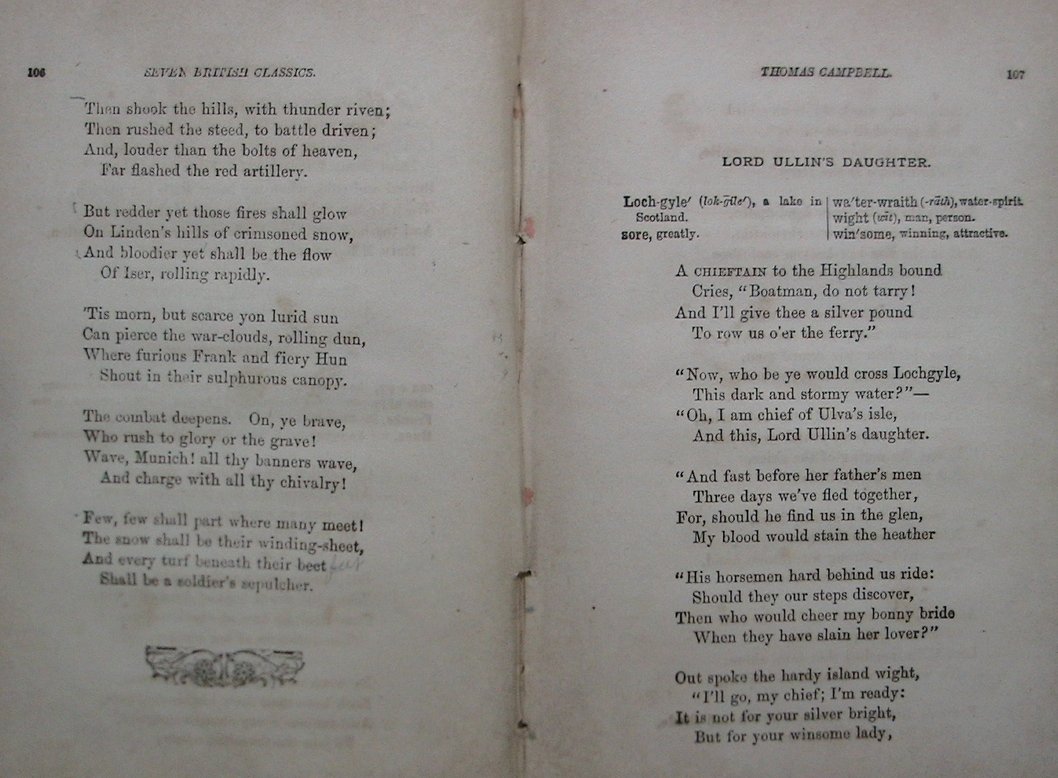 106
SEVEN BRITISH CLASSICS.
Then shook the hills, with thunder riven;
Then rushed the steed, to battle driven;
And, louder than the bolts of heaven,
Far flashed the red artillery.
But redder yet those fires shall glow
On Linden's hills of crimsoned snow,
And bloodier yet shall be the flow
Of Iser, rolling rapidly.
'Tis morn, but scarce yon lurid sun
Can pierce the war-clouds, rolling dun,
Where furious Frank and fiery Hun
Shout in their sulphurous canopy.
The combat deepens. On, ye brave,
Who rush to glory or the grave!
Wave, Munich! all thy banners wave,
And charge with all thy chivalry!
Few, few shall part where many meet!
The snow shall be their winding-sheet,
And every turf beneath their beet feet
Shall be a soldier's sepulcher.
THOMAS CAMPBELL.
107
LORD ULLIN'S DAUGHTER.
Loch-gyle′ (lok-gīle′), a lake in
Scotland.
sore, greatly.
wa′ter-wraith (-rāth), water-spirit.
wight (wīt), man, person.
win′some, winning, attractive.
A CHIEFTAIN to the Highlands bound
Cries, "Boatman, do not tarry!
And I'll give thee a silver pound
To row us o'er the ferry."
"Now, who be ye would cross Lochgyle,
This dark and stormy water?"—
"Oh, I am chief of Ulva's isle,
And this, Lord Ullin's daughter.
"And fast before her father's men
Three days we've fled together,
For, should he find us in the glen,
My blood would stain the heather
"His horsemen hard behind us ride:
Should they our steps discover,
Then who would cheer my bonny bride
When they have slain her lover?"
Out spoke the hardy island wight,
"I'll go, my chief; I'm ready:
It is not for your silver bright,
But for your winsome lady,